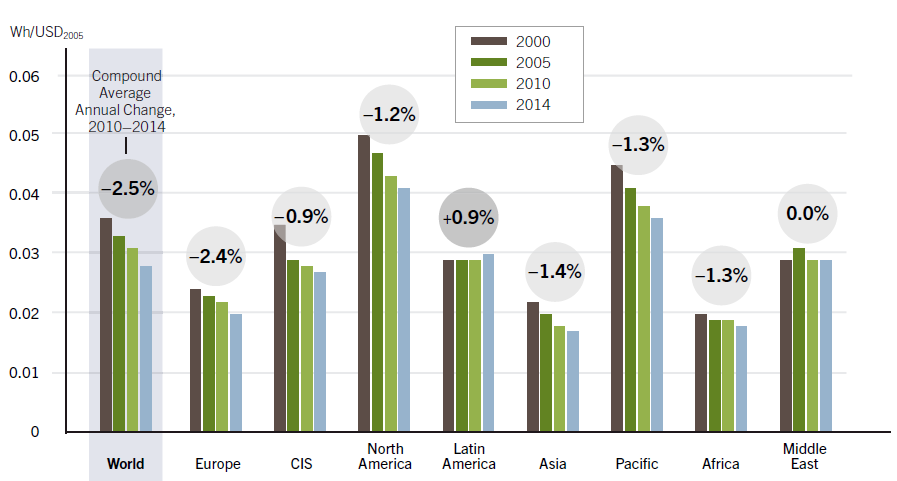 Wh/USD2005
2000
2005
2010
2014
0.06
0.05
0.04
0.03
0.02
0.01
0
Compound
Average
Annual Change,
2010–2014
–2.5%
–2.4%
–0.9%
–1.2%
+0.9%
–1.4%
–1.3%
–1.3%
0.0%
World
Europe
CIS
North
America
Latin
America
Asia
Pacific
Africa
Middle
East